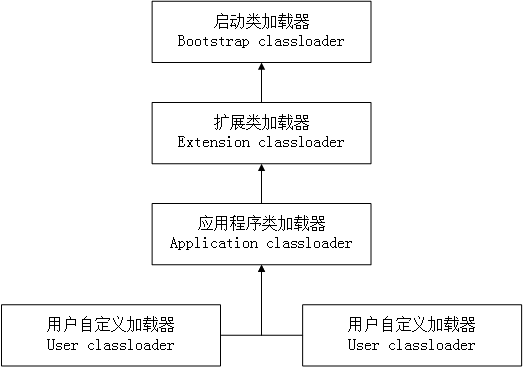 启动类加载器
Bootstrap classloader
扩展类加载器
Extension classloader
应用程序类加载器
Application classloader
用户自定义加载器
User classloader
用户自定义加载器
User classloader